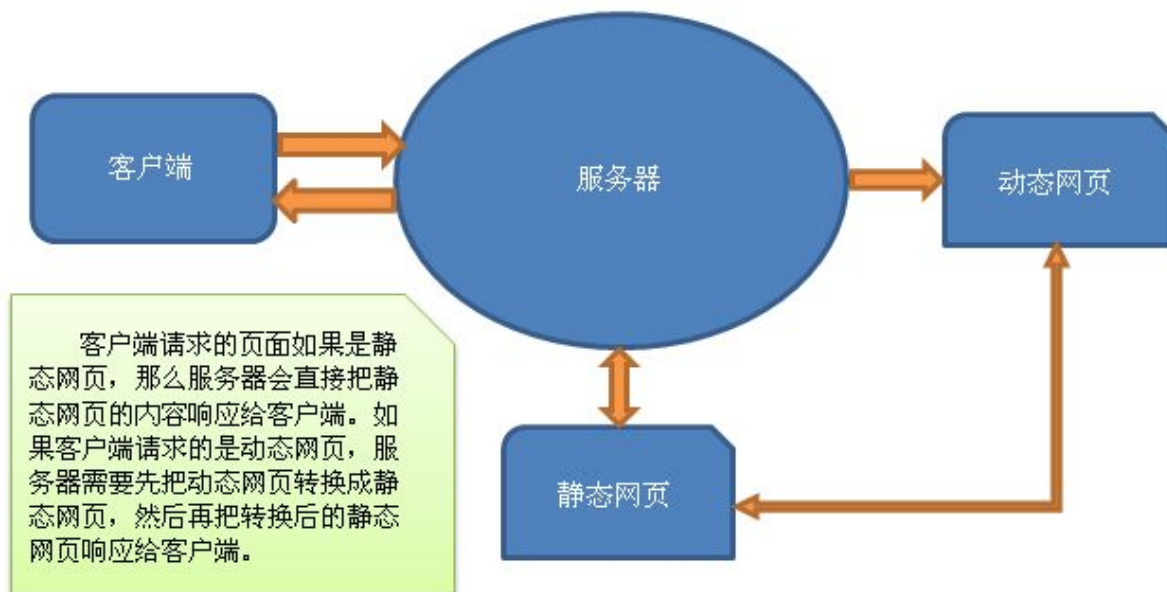 客户端
服务器
动态网页
客户端请求的页面如果是静
态网页，那么服务器会直接把静
态网页的内容响应给客户端。如
果客户端请求的是动态网页，服
务器需要先把动态网页转换成静
态网页，然后再把转换后的静态
网页响应给客户端。
静态网页